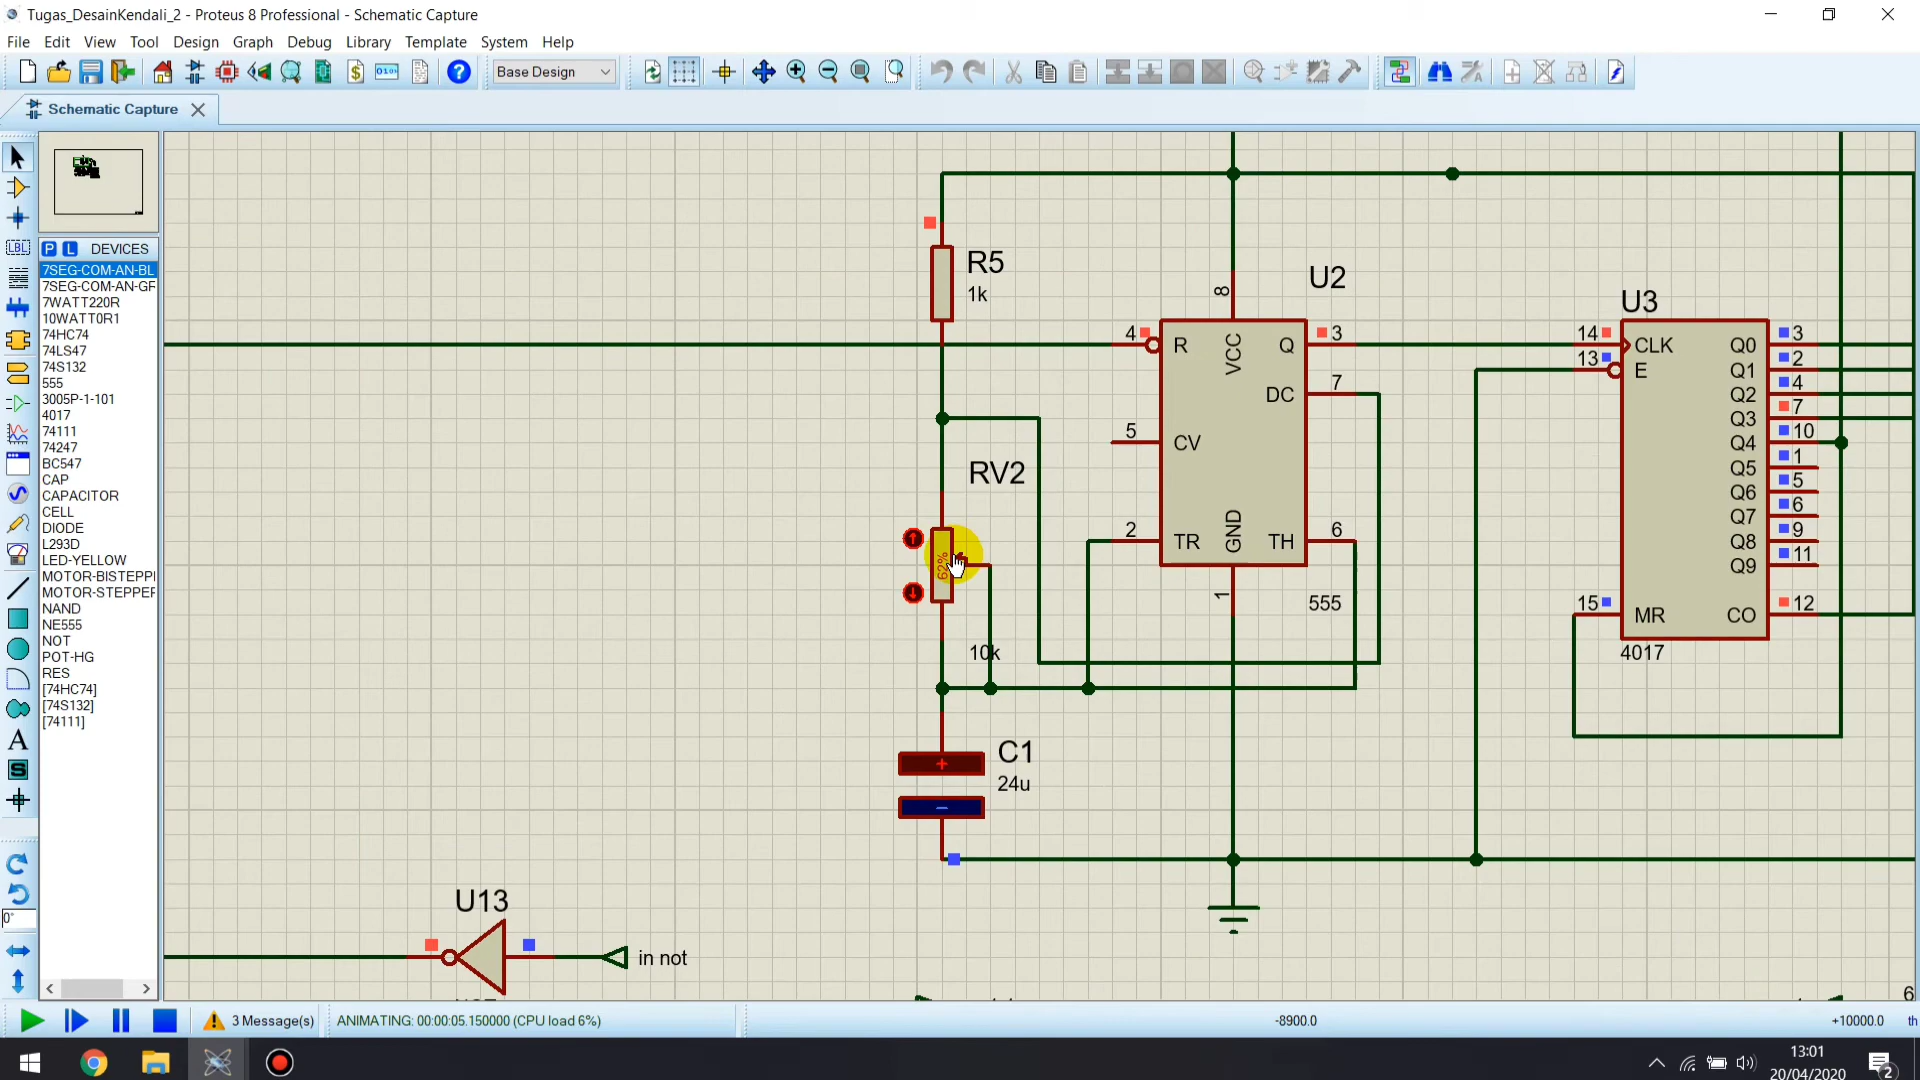 Tugas_DesainKendali_2 - Proteus 8 Professional - Schematic Capture
File Edit View Tool Design Graph Debug Library Template System Help
Base Design
Schematic Capture
P L DEVICES
7SEG-COM-AN-BL
7SEG-COM-AN-GF
7WATT220R
10WATT0R1
74HC74
74LS47
74S132
555
3005P-1-101
4017
74111
74247
BC547
CAP
CAPACITOR
CELL
DIODE
L293D
LED-YELLOW
MOTOR-BISTEPPI
MOTOR-STEPPEF
NAND
NE555
NOT
POT-HG
RES
[74HC74]
[74S132]
[74111]
LBL
A
S
0°
R5
1k
RV2
62%
10k
C1
24u
+
−
U2
4 R
VCC
8
Q 3
DC 7
5 CV
2 TR
GND
1
TH 6
555
U3
14 CLK
13 E
Q0 3
Q1 2
Q2 4
Q3 7
Q4 10
Q5 1
Q6 5
Q7 6
Q8 9
Q9 11
15 MR
CO 12
4017
U13
in not
6
3 Message(s)
ANIMATING: 00:00:05.150000 (CPU load 6%)
-8900.0
+10000.0
th
13:01
20/04/2020
2